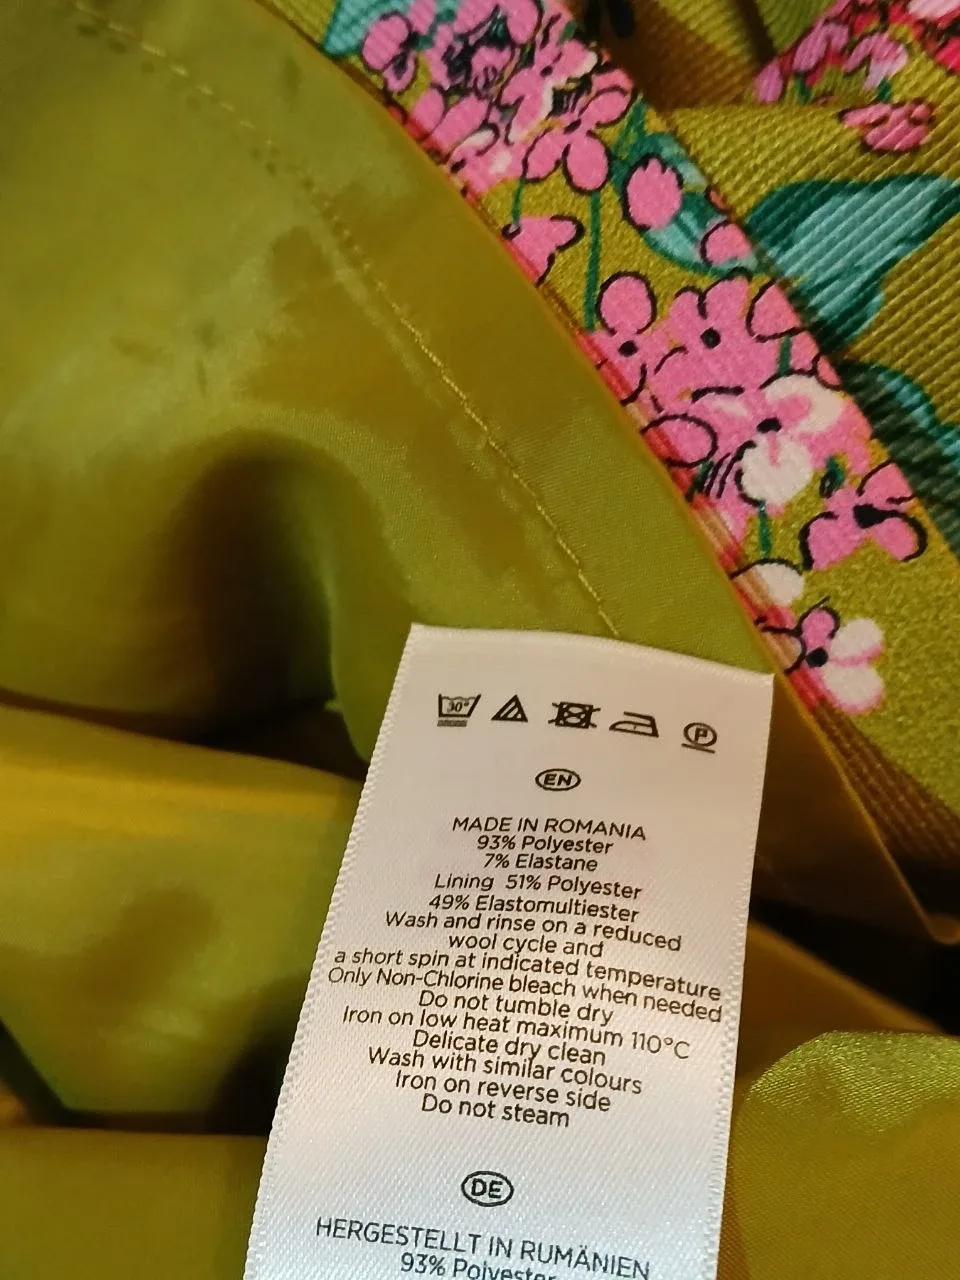 30°
P
EN
MADE IN ROMANIA
93% Polyester
7% Elastane
Lining 51% Polyester
49% Elastomultiester
Wash and rinse on a reduced
wool cycle and
a short spin at indicated temperature
Only Non-Chlorine bleach when needed
Do not tumble dry
Iron on low heat maximum 110°C
Delicate dry clean
Wash with similar colours
Iron on reverse side
Do not steam
DE
HERGESTELLT IN RUMÄNIEN
93% Polyester